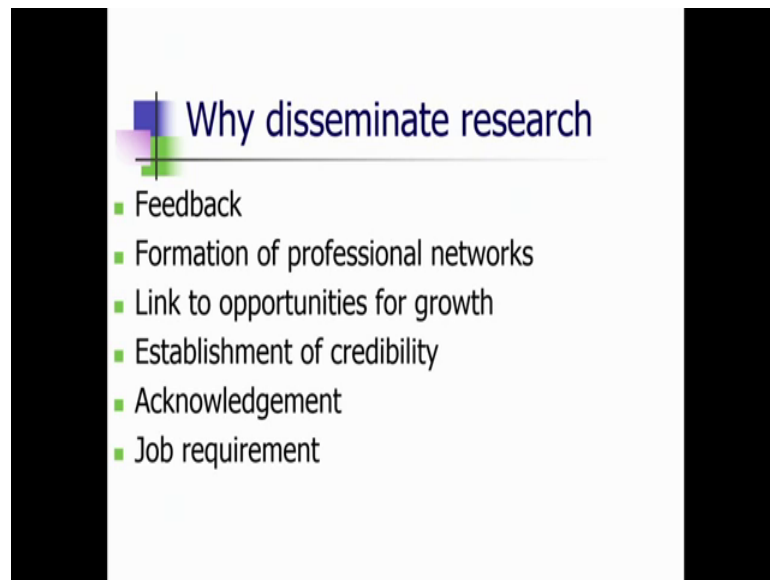 Why disseminate research
Feedback
Formation of professional networks
Link to opportunities for growth
Establishment of credibility
Acknowledgement
Job requirement